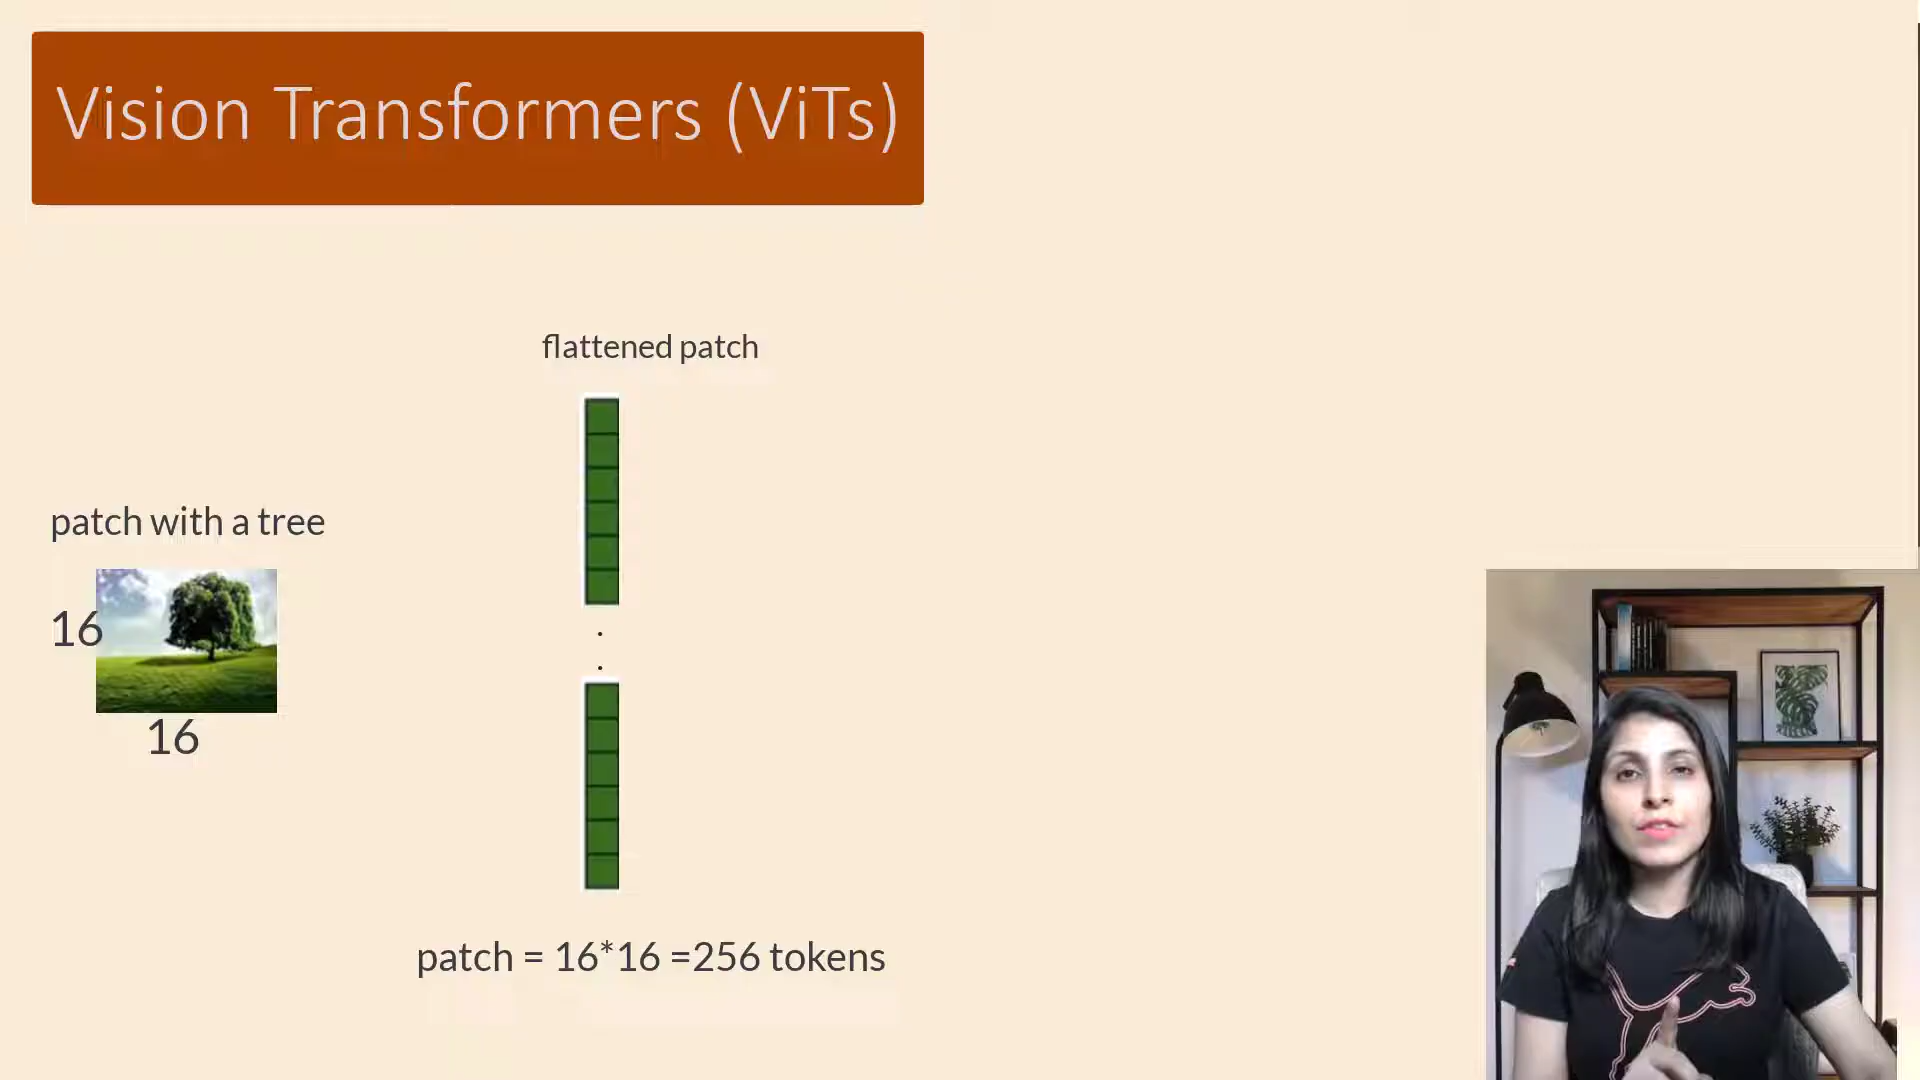 Vision Transformers (ViTs)
flattened patch
patch with a tree
16
16
patch = 16*16 =256 tokens